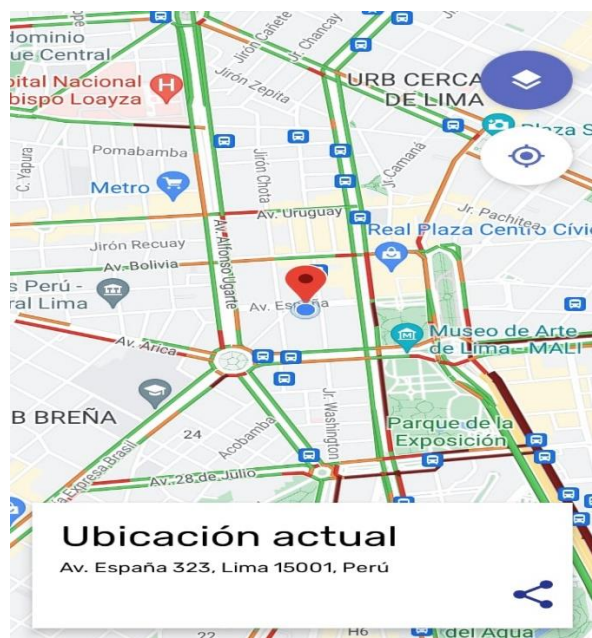 dominio
ue Central
Jirón Cañete
Jr. Chancay
ital Nacional
bispo Loayza
H
Jirón Zepita
URB CERCA
DE LIMA
Plaza S
C. Yapura
Pomabamba
Jirón Chota
Jr. Camaná
Metro
Av. Uruguay
Jr. Pachitea
Jirón Recuay
Av. Alfonso Ugarte
Real Plaza Centro Cívic
Av. Bolivia
s Perú -
ral Lima
Av. España
Av. Arica
Museo de Arte
de Lima - MALI
B BREÑA
Jr. Washington
Parque de la
Exposición
24
Acobamba
Expresa,Brasil
Av. 28 de Julio
Ubicación actual
Av. España 323, Lima 15001, Perú
22
H6
del Agua